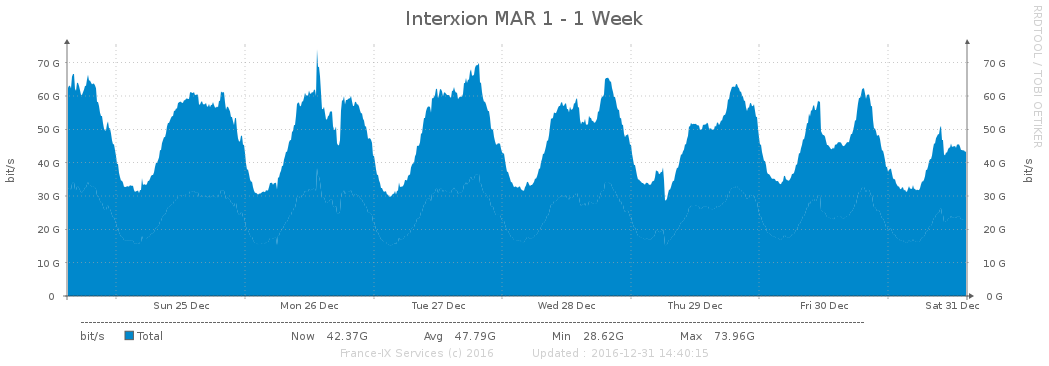 Interxion MAR 1 - 1 Week
RRDTOOL / TOBI OETIKER
bit/s
bit/s
70 G 70 G
60 G 60 G
50 G 50 G
40 G 40 G
30 G 30 G
20 G 20 G
10 G 10 G
0 0 G
Sun 25 Dec Mon 26 Dec Tue 27 Dec Wed 28 Dec Thu 29 Dec Fri 30 Dec Sat 31 Dec
bit/s Total Now 42.37G Avg 47.79G Min 28.62G Max 73.96G
France-IX Services (c) 2016 Updated : 2016-12-31 14:40:15